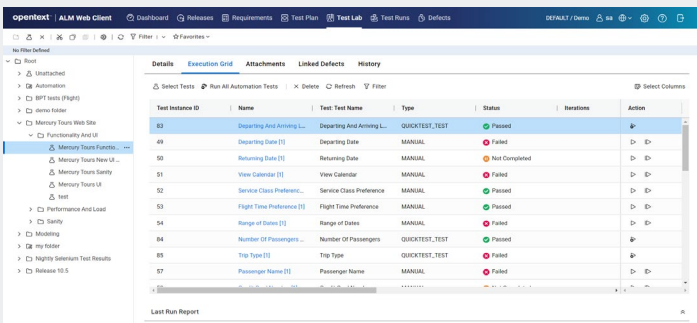 opentext™ | ALM Web Client Dashboard Releases Requirements Test Plan Test Lab Test Runs Defects DEFAULT / Demo sa
Filter Favorites
No Filter Defined
Root
Unattached
Automation
BPT tests (Flight)
demo folder
Mercury Tours Web Site
Functionality And UI
Mercury Tours Functio...
Mercury Tours New UI ...
Mercury Tours Sanity
Mercury Tours UI
test
Performance And Load
Sanity
Modeling
my folder
Nightly Selenium Test Results
Release 10.5
Details Execution Grid Attachments Linked Defects History
Select Tests Run All Automation Tests Delete Refresh Filter Select Columns
Test Instance ID Name Test: Test Name Type Status Iterations Action
83 Departing And Arriving L... Departing And Arriving L... QUICKTEST_TEST Passed
49 Departing Date [1] Departing Date MANUAL Failed
50 Returning Date [1] Returning Date MANUAL Not Completed
51 View Calendar [1] View Calendar MANUAL Failed
52 Service Class Preferenc... Service Class Preference MANUAL Passed
53 Flight Time Preference [1] Flight Time Preference MANUAL Passed
54 Range of Dates [1] Range of Dates MANUAL Failed
84 Number Of Passengers ... Number Of Passengers QUICKTEST_TEST Passed
85 Trip Type [1] Trip Type QUICKTEST_TEST Failed
57 Passenger Name [1] Passenger Name MANUAL Failed
Last Run Report